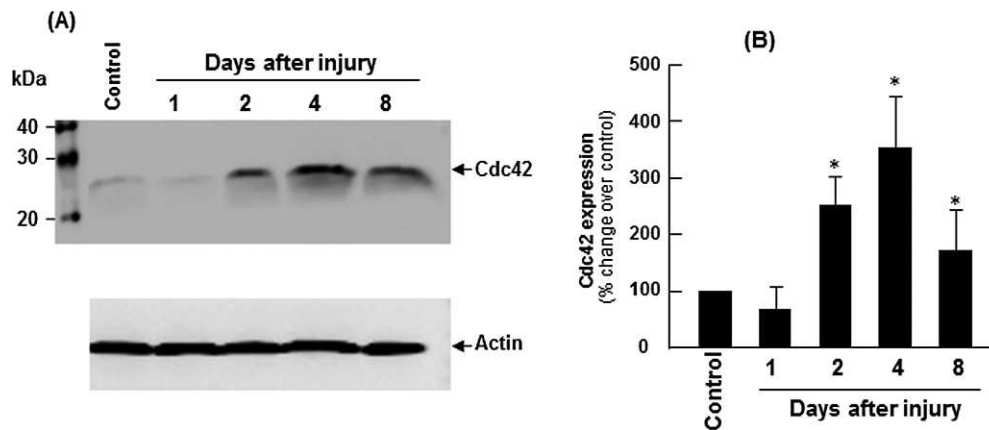 (A)
Days after injury
kDa
Control
1 2 4 8
40
30
20
Cdc42
Actin
(B)
Cdc42 expression
(% change over control)
500
400
300
200
100
0
*
*
*
Control
1 2 4 8
Days after injury